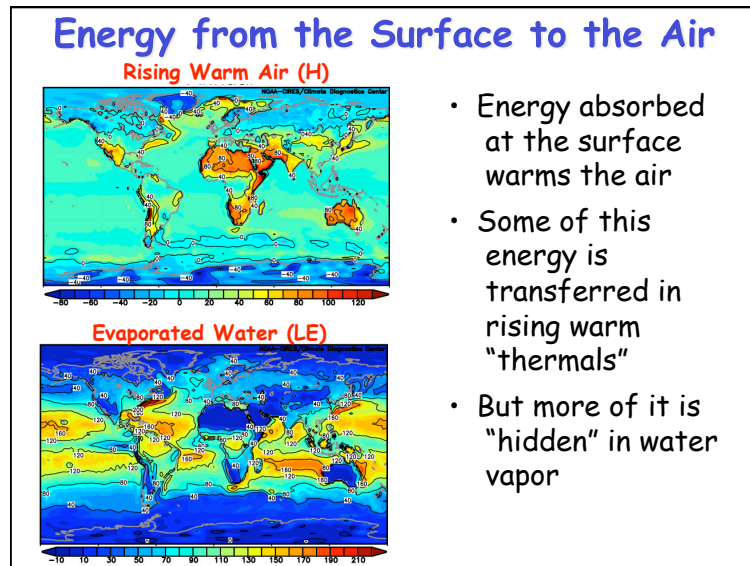 Energy from the Surface to the Air
Rising Warm Air (H)
NOAA-CIRES/Climate Diagnostics Center
-80 -60 -40 -20 0 20 40 60 80 100 120
Evaporated Water (LE)
NOAA-CIRES/Climate Diagnostics Center
-10 10 30 50 70 90 110 130 150 170 190 210
• Energy absorbed
at the surface
warms the air
• Some of this
energy is
transferred in
rising warm
“thermals”
• But more of it is
“hidden” in water
vapor